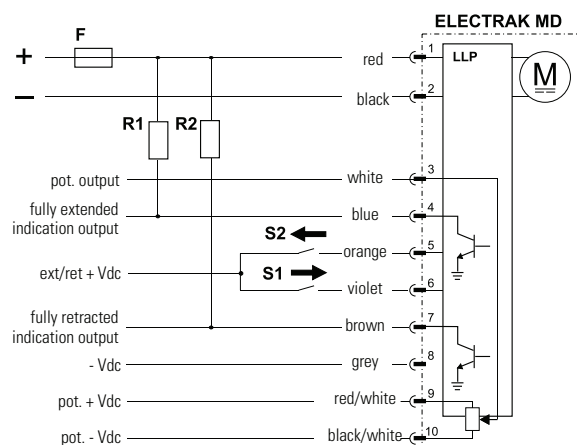 ELECTRAK MD
F
+
red
1
LLP
M
–
black
2
R1
R2
pot. output
white
3
fully extended
indication output
blue
4
S2
orange
5
ext/ret + Vdc
S1
violet
6
fully retracted
indication output
brown
7
- Vdc
grey
8
pot. + Vdc
red/white
9
pot. - Vdc
black/white
10